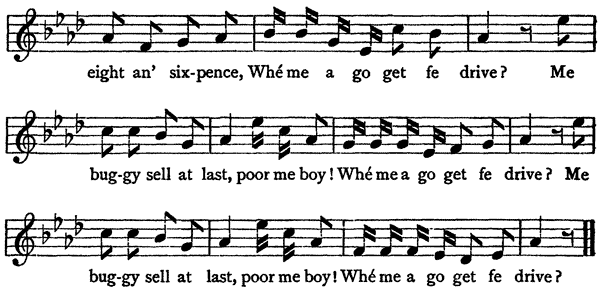 eight an' six-pence, Whé me a go get fe drive? Me
bug-gy sell at last, poor me boy! Whé me a go get fe drive? Me
bug-gy sell at last, poor me boy! Whé me a go get fe drive?